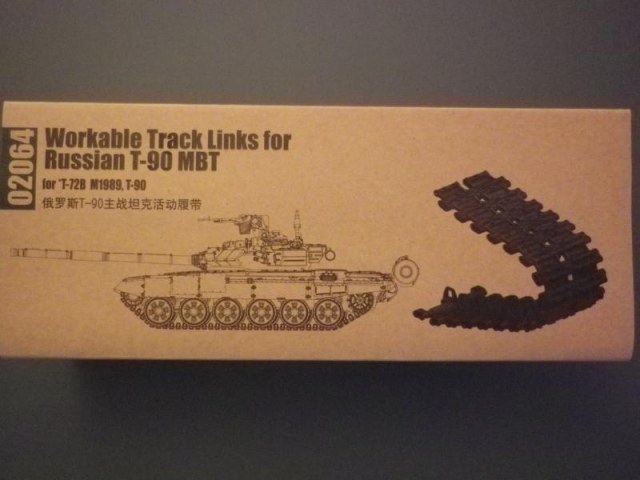 02064
Workable Track Links for
Russian T-90 MBT
for "T-72B M1989, T-90
俄罗斯T-90主战坦克活动履带